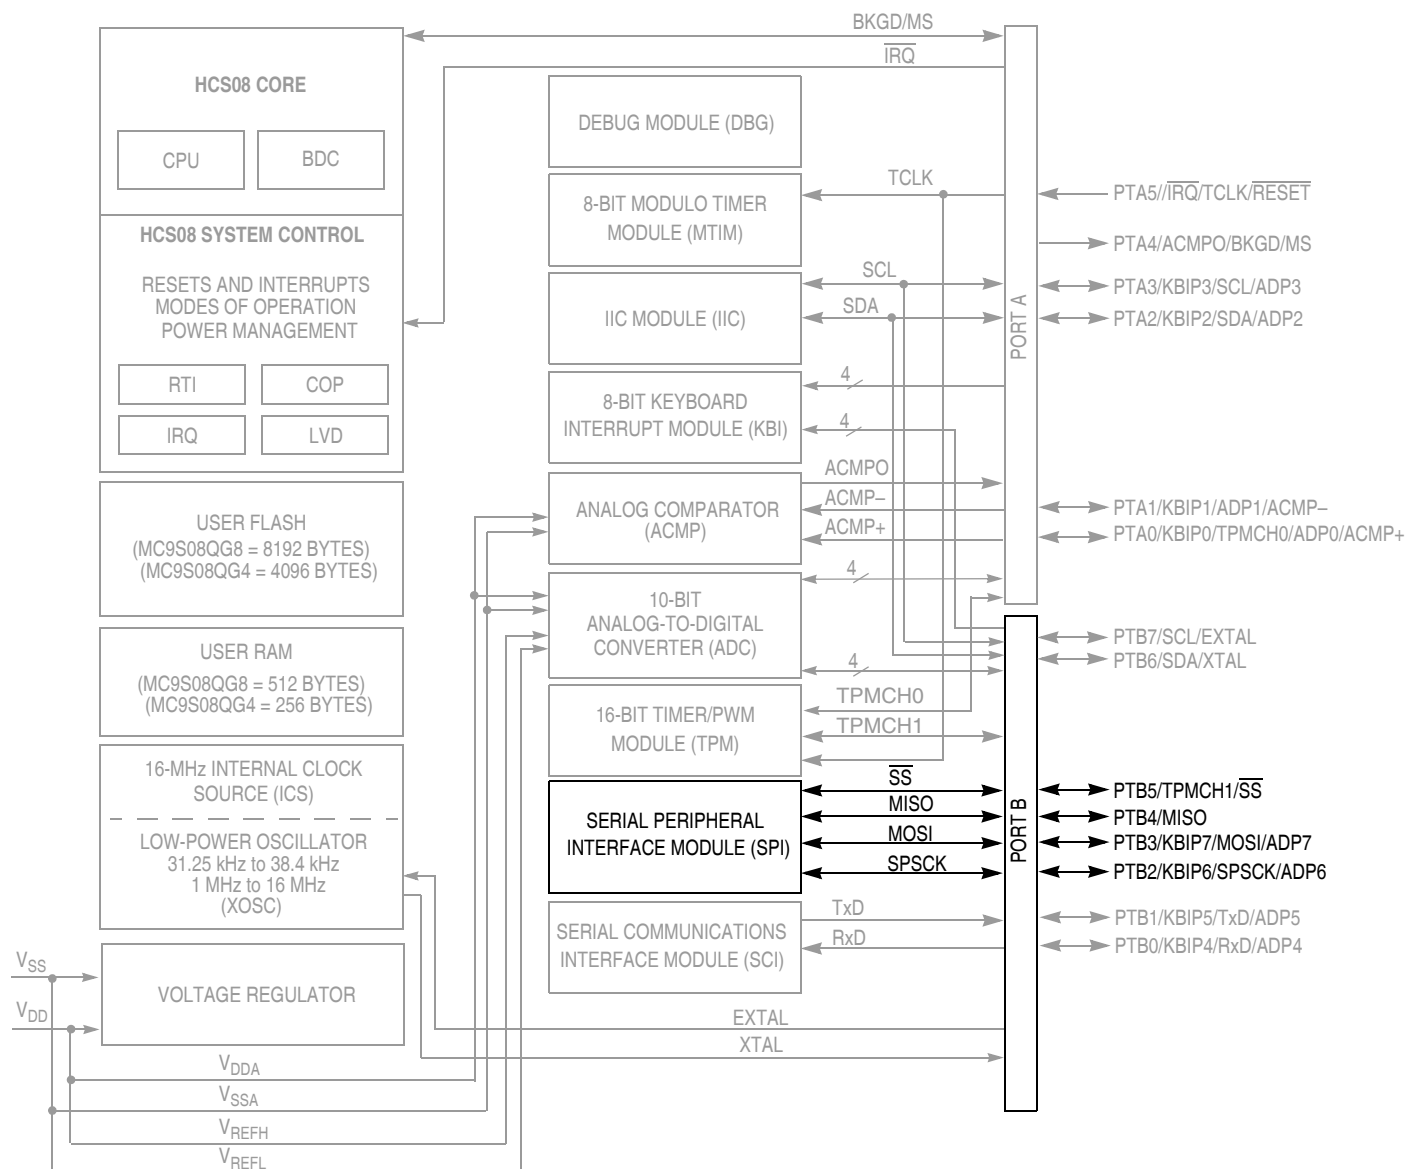 BKGD/MS
IRQ
HCS08 CORE
CPU
BDC
HCS08 SYSTEM CONTROL
RESETS AND INTERRUPTS
MODES OF OPERATION
POWER MANAGEMENT
RTI
COP
IRQ
LVD
USER FLASH
(MC9S08QG8 = 8192 BYTES)
(MC9S08QG4 = 4096 BYTES)
USER RAM
(MC9S08QG8 = 512 BYTES)
(MC9S08QG4 = 256 BYTES)
16-MHz INTERNAL CLOCK
SOURCE (ICS)
LOW-POWER OSCILLATOR
31.25 kHz to 38.4 kHz
1 MHz to 16 MHz
(XOSC)
VSS
VDD
VOLTAGE REGULATOR
VDDA
VSSA
VREFH
VREFL
DEBUG MODULE (DBG)
8-BIT MODULO TIMER
MODULE (MTIM)
IIC MODULE (IIC)
8-BIT KEYBOARD
INTERRUPT MODULE (KBI)
ANALOG COMPARATOR
(ACMP)
10-BIT
ANALOG-TO-DIGITAL
CONVERTER (ADC)
16-BIT TIMER/PWM
MODULE (TPM)
SERIAL PERIPHERAL
INTERFACE MODULE (SPI)
SERIAL COMMUNICATIONS
INTERFACE MODULE (SCI)
TCLK
SCL
SDA
4
4
ACMPO
ACMP–
ACMP+
4
4
TPMCH0
TPMCH1
SS
MISO
MOSI
SPSCK
TxD
RxD
EXTAL
XTAL
PORT A
PORT B
PTA5//IRQ/TCLK/RESET
PTA4/ACMPO/BKGD/MS
PTA3/KBIP3/SCL/ADP3
PTA2/KBIP2/SDA/ADP2
PTA1/KBIP1/ADP1/ACMP–
PTA0/KBIP0/TPMCH0/ADP0/ACMP+
PTB7/SCL/EXTAL
PTB6/SDA/XTAL
PTB5/TPMCH1/SS
PTB4/MISO
PTB3/KBIP7/MOSI/ADP7
PTB2/KBIP6/SPSCK/ADP6
PTB1/KBIP5/TxD/ADP5
PTB0/KBIP4/RxD/ADP4